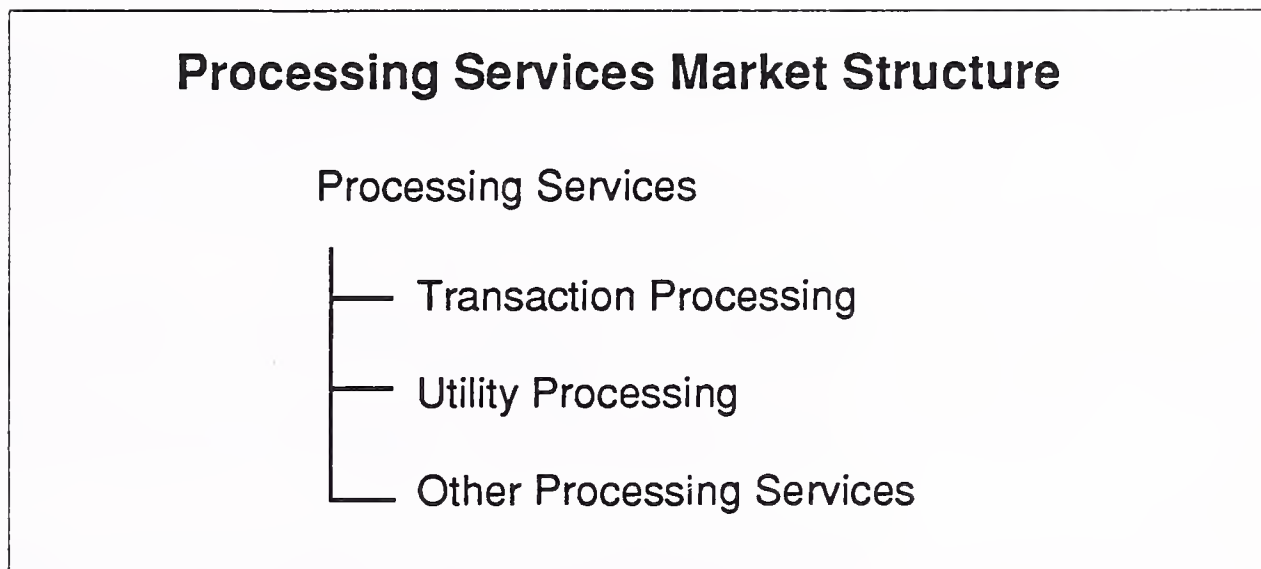 Processing Services Market Structure
Processing Services
Transaction Processing
Utility Processing
Other Processing Services